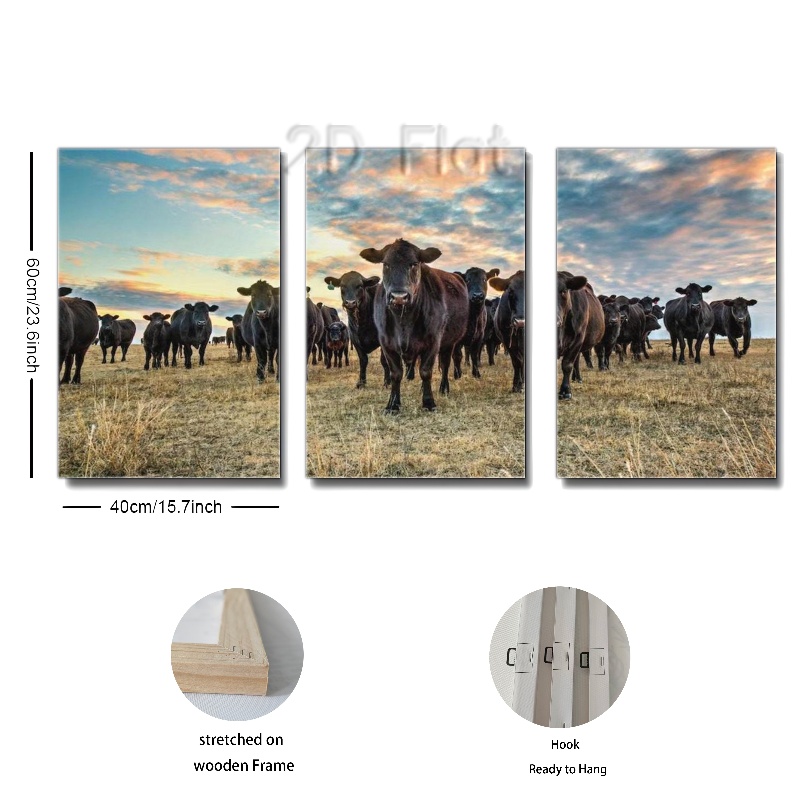 2D Flat
60cm/23.6inch
40cm/15.7inch
stretched on
wooden Frame
Hook
Ready to Hang